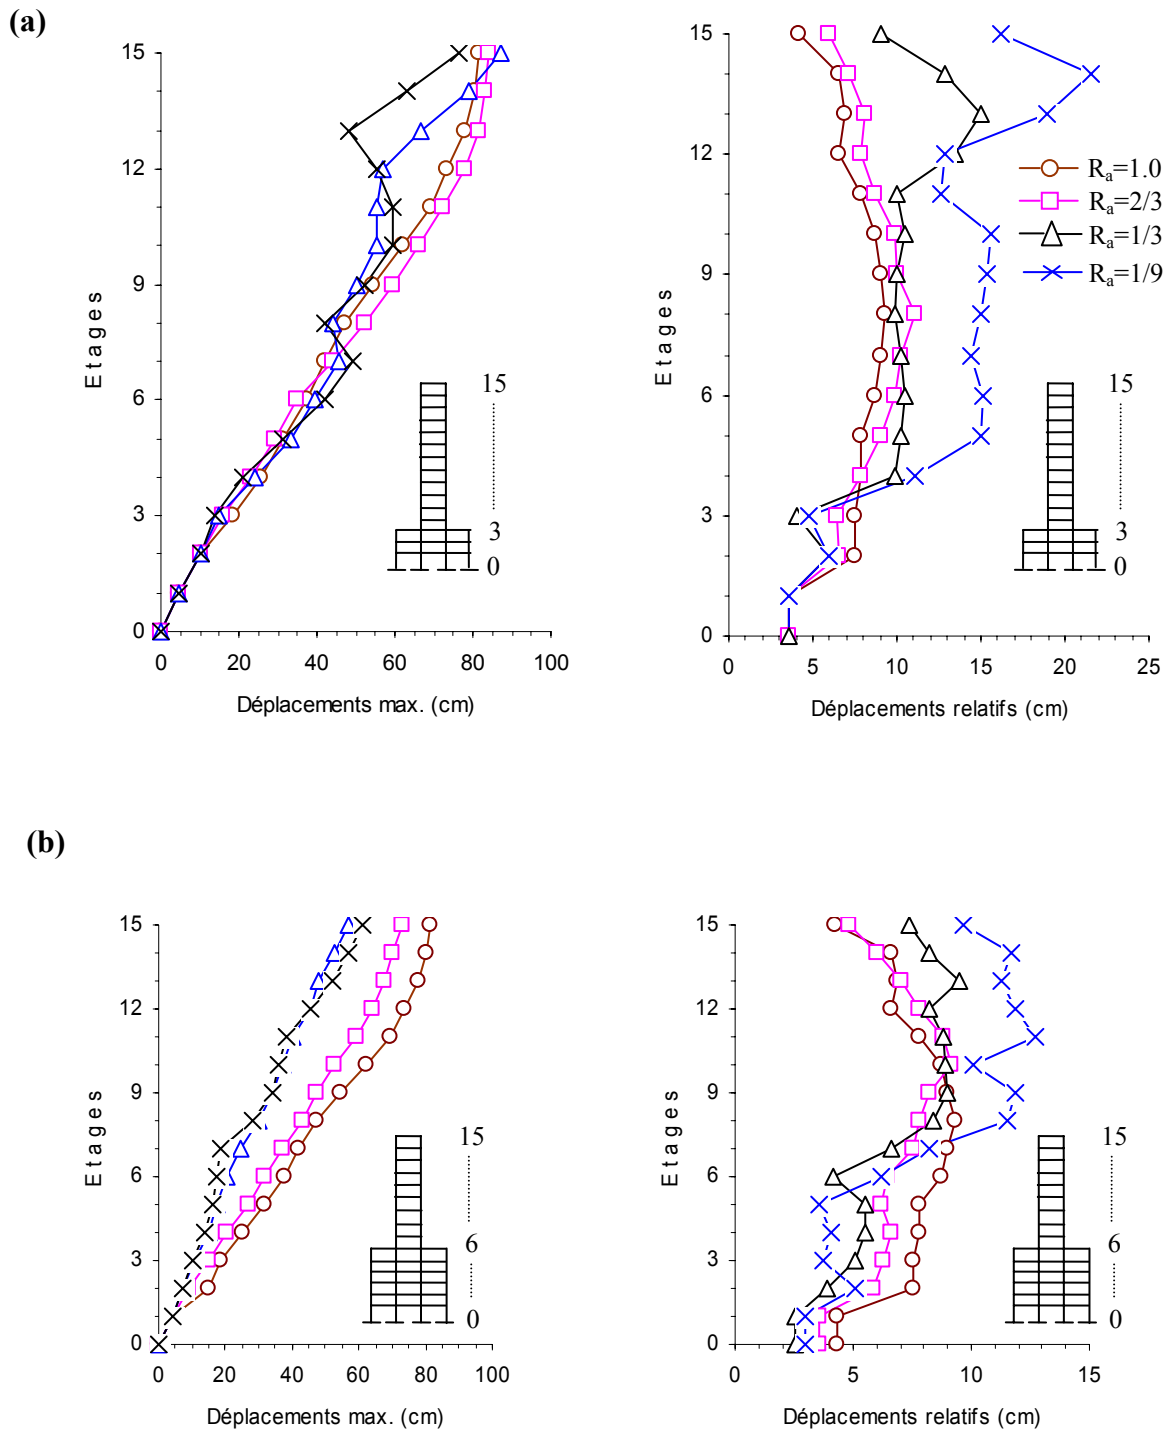 (a)
15
12
9
6
3
0
Etages
0 20 40 60 80 100
Déplacements max. (cm)
15
3
0
15
12
9
6
3
0
Etages
0 5 10 15 20 25
Déplacements relatifs (cm)
Ra=1.0
Ra=2/3
Ra=1/3
Ra=1/9
15
3
0
(b)
15
12
9
6
3
0
Etages
0 20 40 60 80 100
Déplacements max. (cm)
15
6
0
15
12
9
6
3
0
Etages
0 5 10 15
Déplacements relatifs (cm)
15
6
0